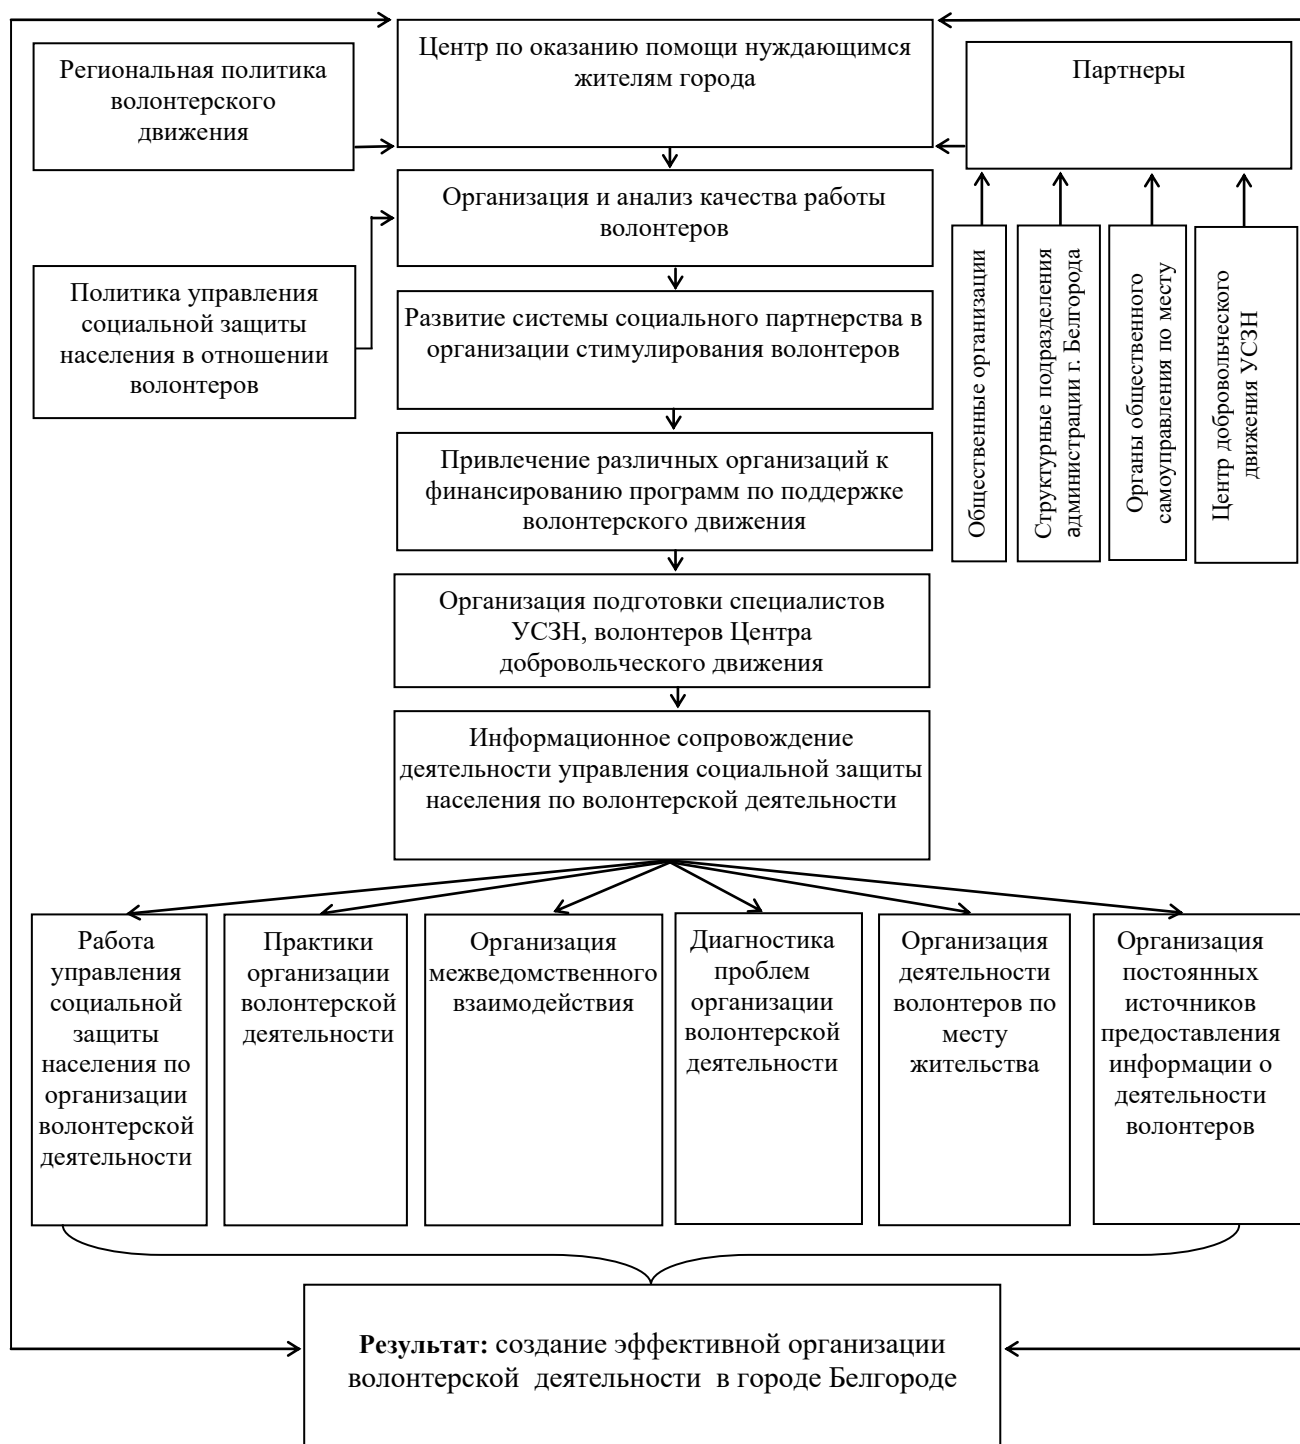 Центр по оказанию помощи нуждающимся
жителям города
Региональная политика
волонтерского
движения
Партнеры
Организация и анализ качества работы
волонтеров
Политика управления
социальной защиты
населения в отношении
волонтеров
Развитие системы социального партнерства в
организации стимулирования волонтеров
Общественные организации
Структурные подразделения
администрации г. Белгорода
Органы общественного
самоуправления по месту
Центр добровольческого
движения УСЗН
Привлечение различных организаций к
финансированию программ по поддержке
волонтерского движения
Организация подготовки специалистов
УСЗН, волонтеров Центра
добровольческого движения
Информационное сопровождение
деятельности управления социальной защиты
населения по волонтерской деятельности
Работа
управления
социальной
защиты
населения по
организации
волонтерской
деятельности
Практики
организации
волонтерской
деятельности
Организация
межведомственного
взаимодействия
Диагностика
проблем
организации
волонтерской
деятельности
Организация
деятельности
волонтеров по
месту
жительства
Организация
постоянных
источников
предоставления
информации о
деятельности
волонтеров
Результат: создание эффективной организации
волонтерской деятельности в городе Белгороде